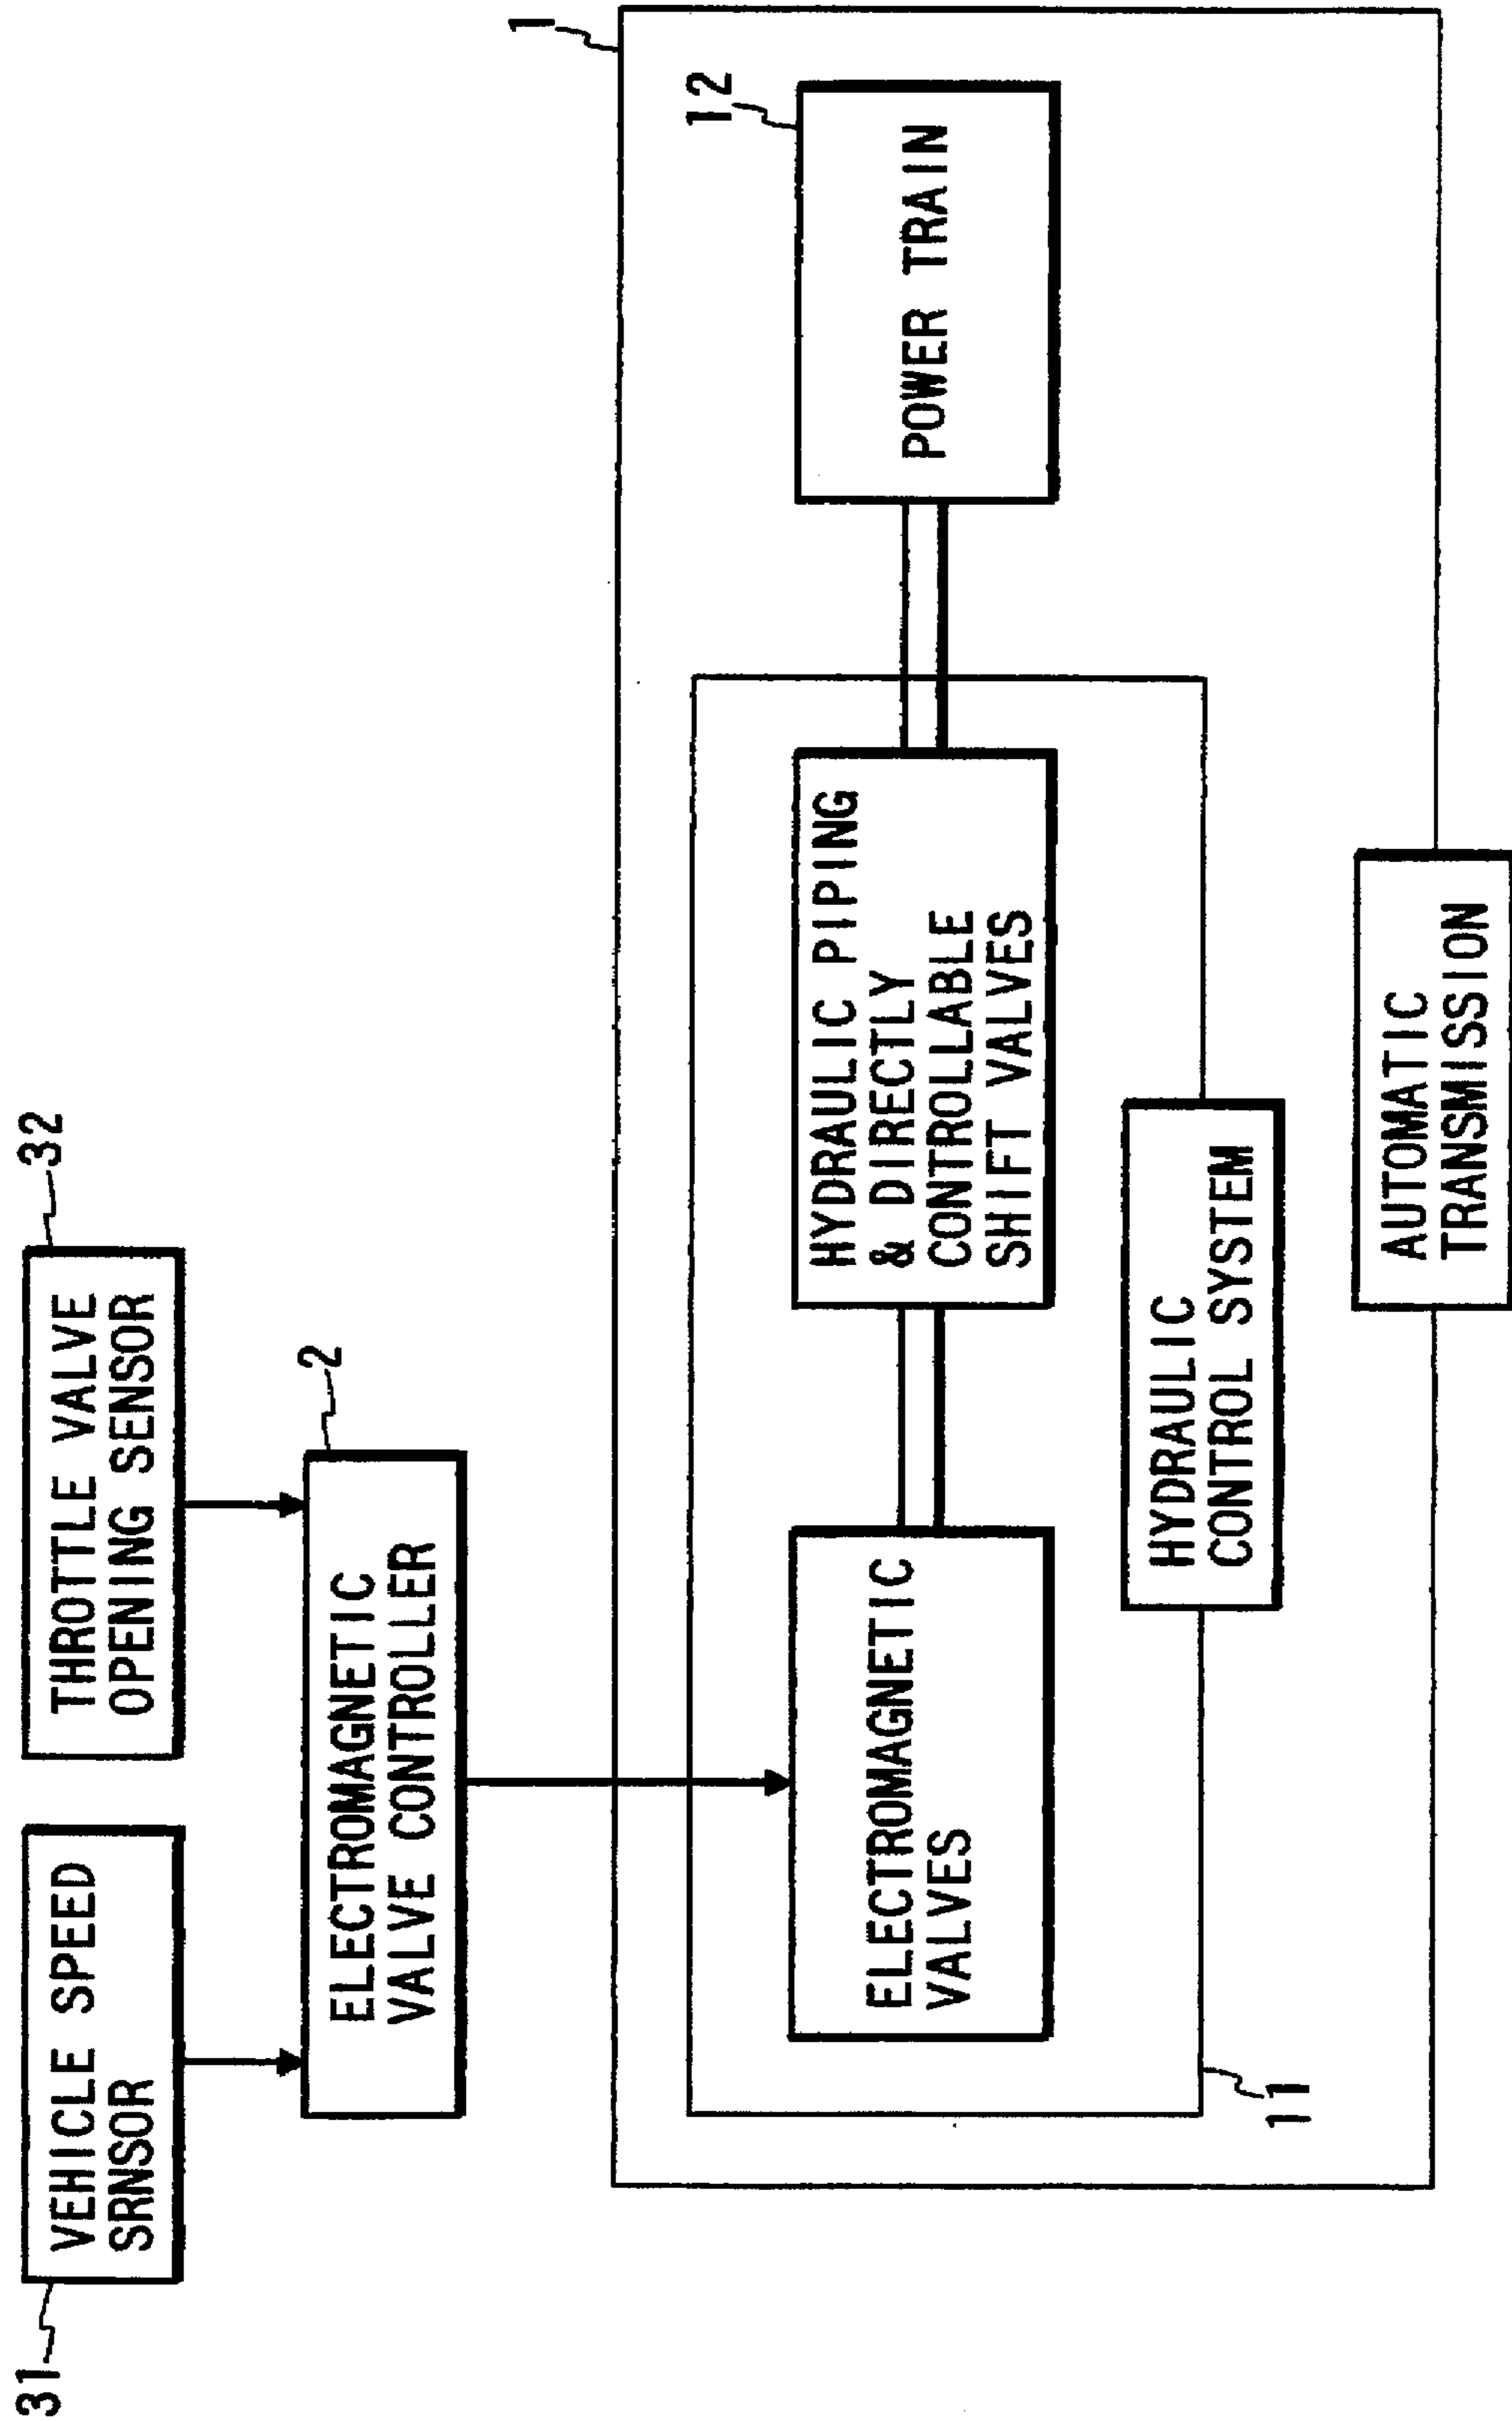 31
VEHICLE SPEED
SRNSOR
THROTTLE VALVE
OPENING SENSOR
32
2
ELECTROMAGNETIC
VALVE CONTROLLER
1
12
ELECTROMAGNETIC
VALVES
HYDRAULIC PIPING
& DIRECTLY
CONTROLLABLE
SHIFT VALVES
POWER TRAIN
11
HYDRAULIC
CONTROL SYSTEM
AUTOMATIC
TRANSMISSION